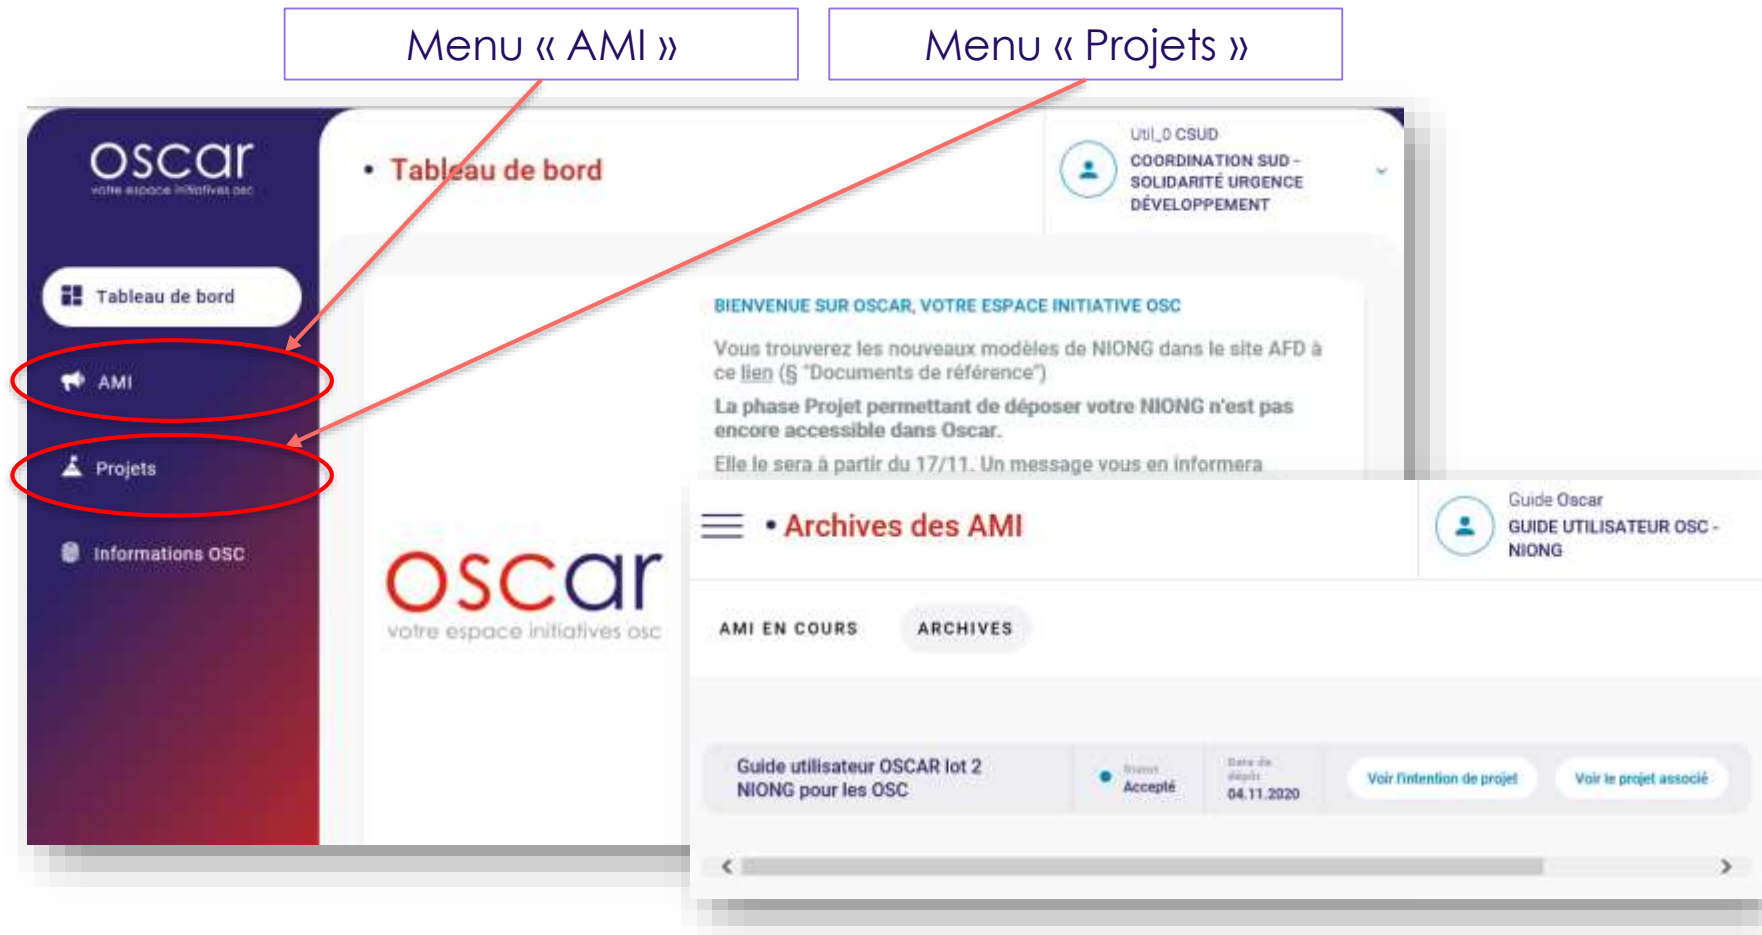 Menu « AMI »
Menu « Projets »
oscar
votre espace initiatives osc
Tableau de bord
AMI
Projets
Informations OSC
• Tableau de bord
Util_0 CSUD
COORDINATION SUD -
SOLIDARITÉ URGENCE
DÉVELOPPEMENT
BIENVENUE SUR OSCAR, VOTRE ESPACE INITIATIVE OSC
Vous trouverez les nouveaux modèles de NIONG dans le site AFD à
ce lien (§ "Documents de référence")
La phase Projet permettant de déposer votre NIONG n'est pas
encore accessible dans Oscar.
Elle le sera à partir du 17/11. Un message vous en informera
oscar
votre espace initiatives osc
• Archives des AMI
Guide Oscar
GUIDE UTILISATEUR OSC -
NIONG
AMI EN COURS
ARCHIVES
Guide utilisateur OSCAR lot 2
NIONG pour les OSC
Statut
Accepté
Date de
dépôt
04.11.2020
Voir l'intention de projet
Voir le projet associé